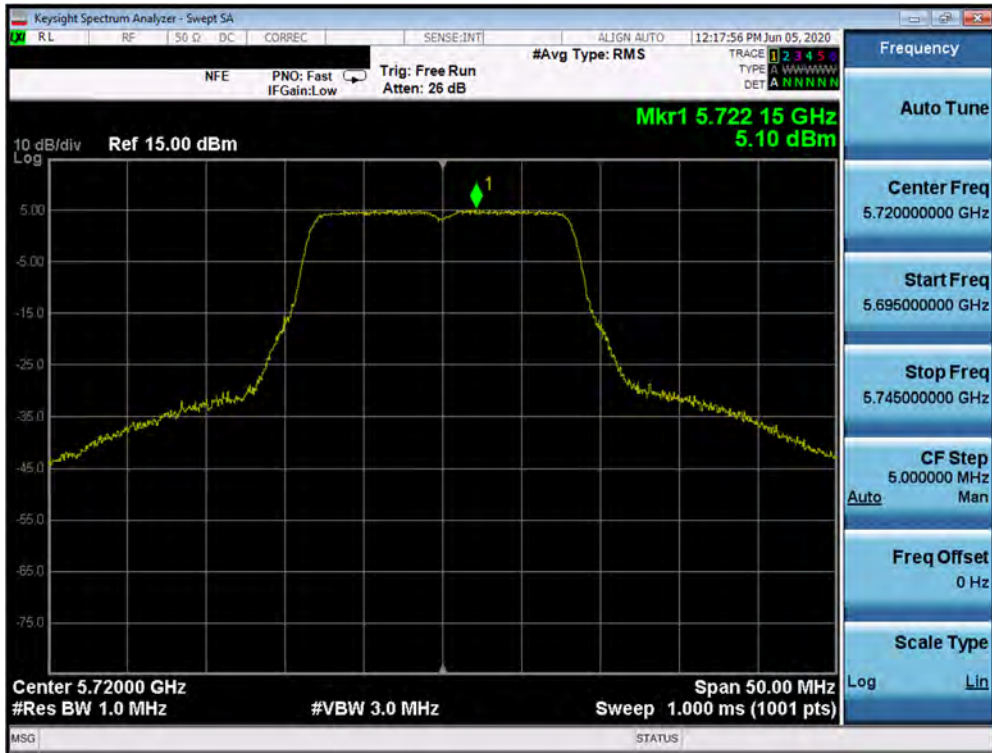 Keysight Spectrum Analyzer - Swept SA
LXI RL RF 50 Ω DC CORREC SENSE:INT ALIGN AUTO 12:17:56 PM Jun 05, 2020
#Avg Type: RMS TRACE 1 2 3 4 5 6
NFE PNO: Fast Trig: Free Run TYPE A WWWWW
IFGain:Low Atten: 26 dB DET A N N N N N
Mkr1 5.722 15 GHz
5.10 dBm
10 dB/div Ref 15.00 dBm
Log
1
5.00
-5.00
-15.0
-25.0
-35.0
-45.0
-55.0
-65.0
-75.0
Center 5.72000 GHz Span 50.00 MHz
#Res BW 1.0 MHz #VBW 3.0 MHz Sweep 1.000 ms (1001 pts)
MSG STATUS
Frequency
Auto Tune
Center Freq
5.720000000 GHz
Start Freq
5.695000000 GHz
Stop Freq
5.745000000 GHz
CF Step
5.000000 MHz
Auto Man
Freq Offset
0 Hz
Scale Type
Log Lin